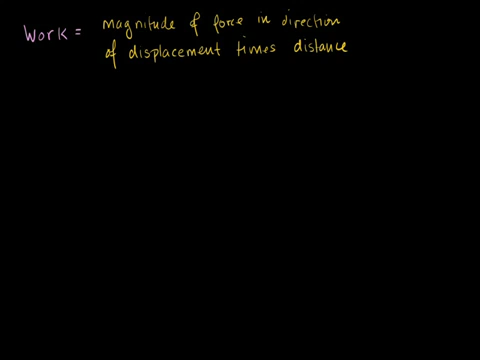 Work = magnitude of force in direction
of displacement times distance